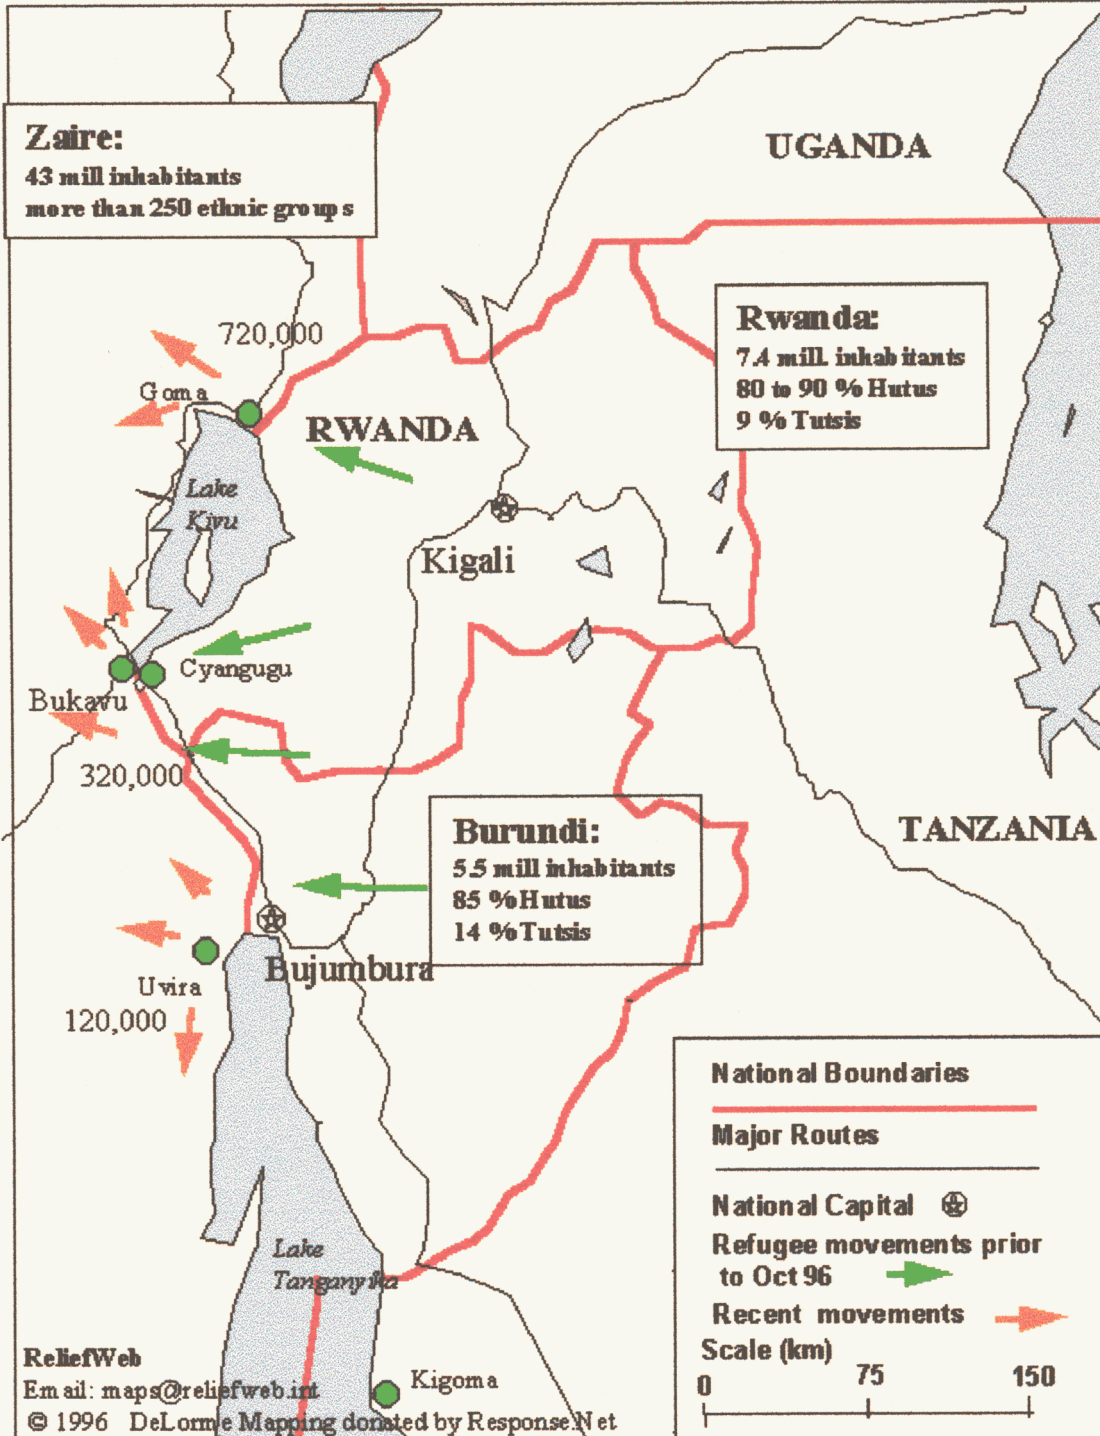 Zaire:
43 mill inhabitants
more than 250 ethnic groups
UGANDA
720,000
Rwanda:
7.4 mill. inhabitants
80 to 90 % Hutus
9 % Tutsis
Goma
RWANDA
Lake
Kivu
Kigali
Cyangugu
Bukavu
320,000
Burundi:
5.5 mill inhabitants
85 % Hutus
14 % Tutsis
TANZANIA
Bujumbura
Uvira
120,000
National Boundaries
Major Routes
National Capital
Refugee movements prior
to Oct 96
Recent movements
Scale (km)
0 75 150
Lake
Tanganyika
Kigoma
ReliefWeb
Email: maps@reliefweb.int
© 1996 DeLorme Mapping donated by Response.Net